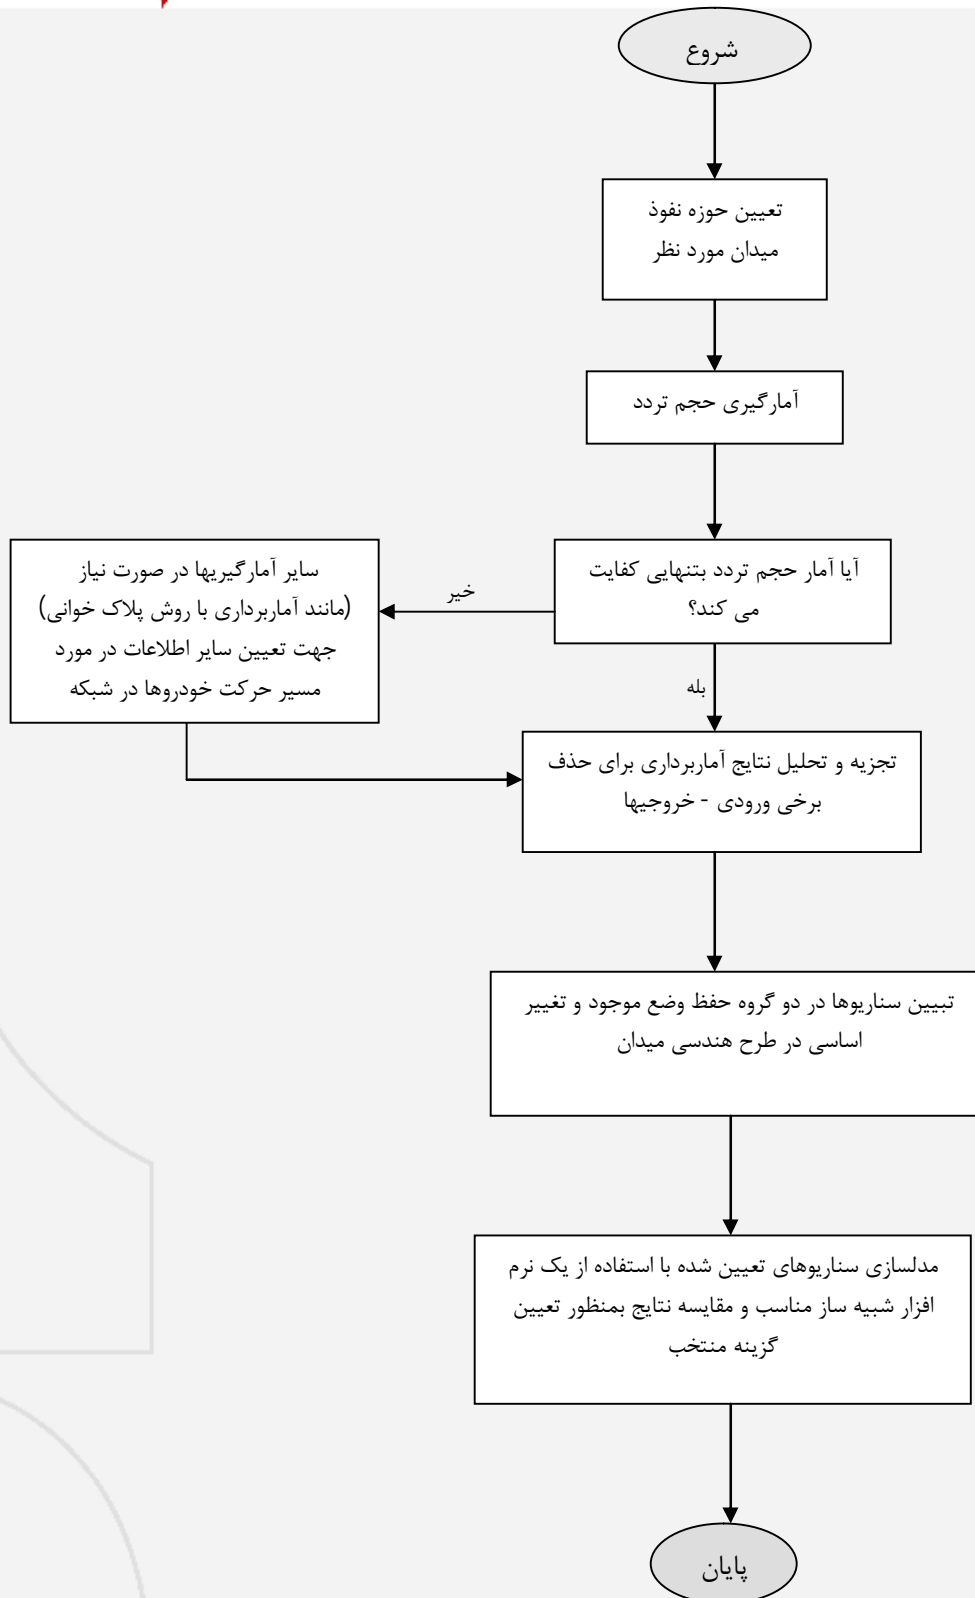 شروع
تعیین حوزه نفوذ
میدان مورد نظر
آمارگیری حجم تردد
آیا آمار حجم تردد بتنهایی کفایت
می کند؟
خیر
سایر آمارگیریها در صورت نیاز
(مانند آماربرداری با روش پلاک خوانی)
جهت تعیین سایر اطلاعات در مورد
مسیر حرکت خودروها در شبکه
بله
تجزیه و تحلیل نتایج آماربرداری برای حذف
برخی ورودی - خروجیها
تبیین سناریوها در دو گروه حفظ وضع موجود و تغییر
اساسی در طرح هندسی میدان
مدلسازی سناریوهای تعیین شده با استفاده از یک نرم
افزار شبیه ساز مناسب و مقایسه نتایج بمنظور تعیین
گزینه منتخب
پایان